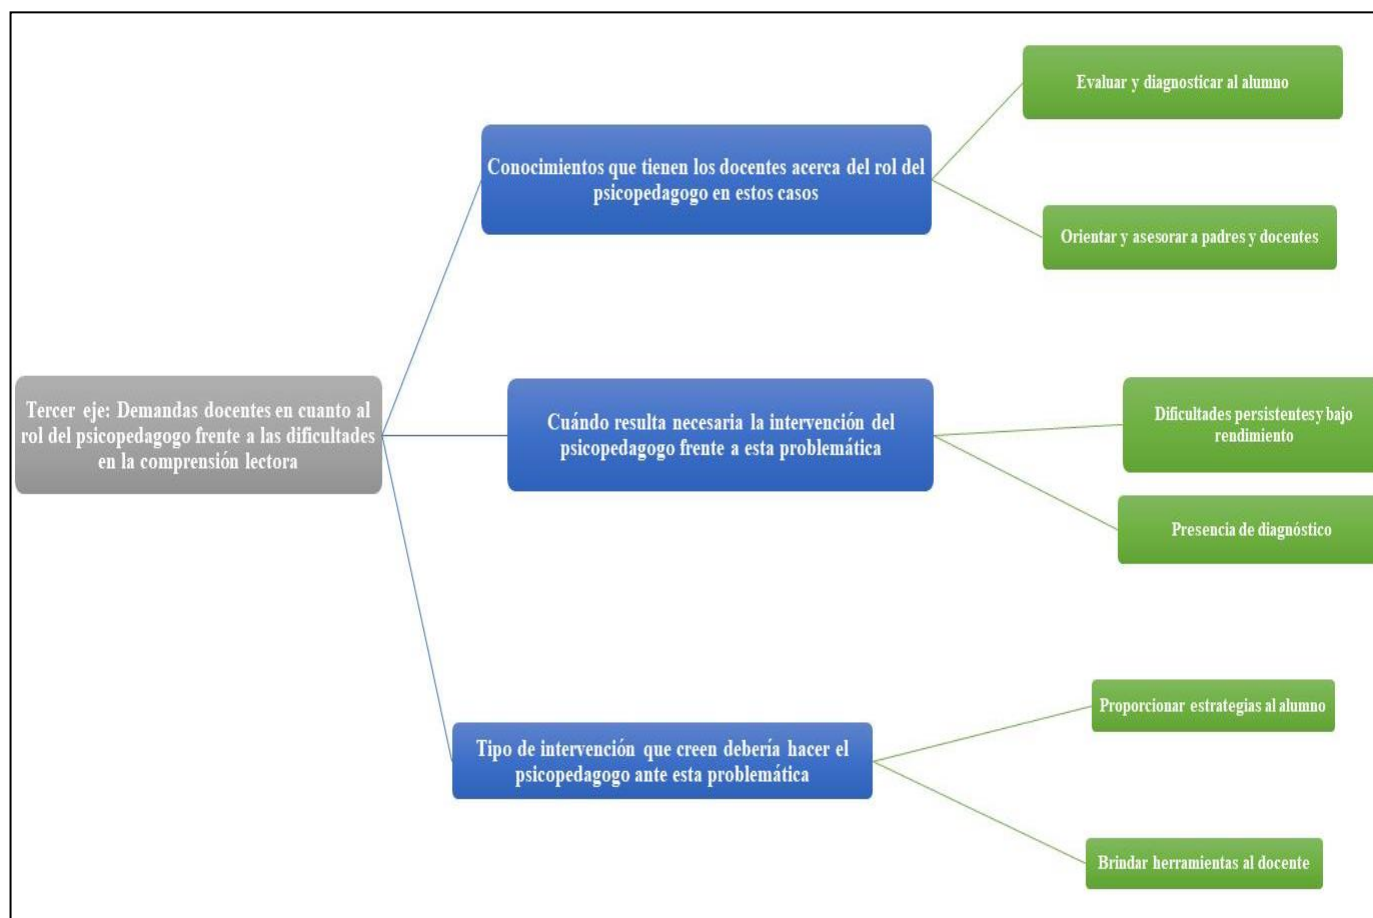 Tercer eje: Demandas docentes en cuanto al
rol del psicopedagogo frente a las dificultades
en la comprensión lectora
Conocimientos que tienen los docentes acerca del rol del
psicopedagogo en estos casos
Evaluar y diagnosticar al alumno
Orientar y asesorar a padres y docentes
Cuándo resulta necesaria la intervención del
psicopedagogo frente a esta problemática
Dificultades persistentes y bajo
rendimiento
Presencia de diagnóstico
Tipo de intervención que creen debería hacer el
psicopedagogo ante esta problemática
Proporcionar estrategias al alumno
Brindar herramientas al docente